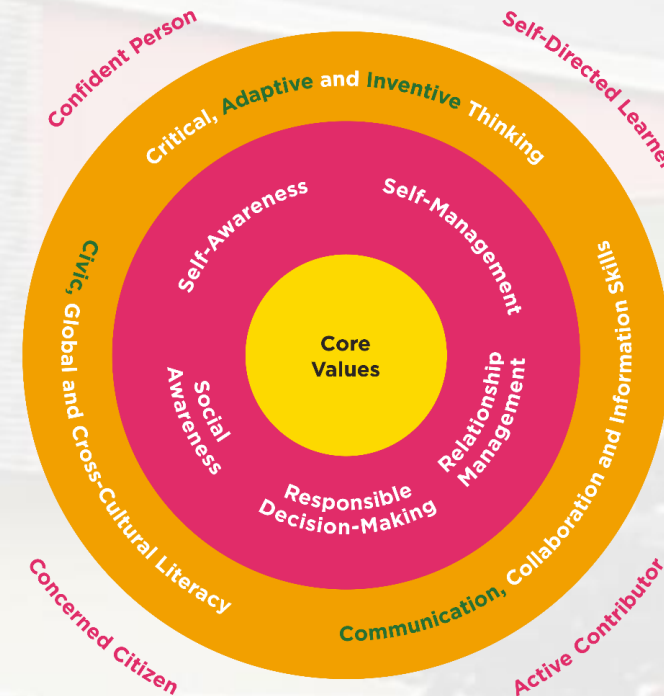 Confident Person
Self-Directed Learner
Critical, Adaptive and Inventive Thinking
Self-Awareness
Self-Management
Civic, Global and Cross-Cultural Literacy
Communication, Collaboration and Information Skills
Core
Values
Social
Awareness
Relationship
Management
Responsible
Decision-Making
Concerned Citizen
Active Contributor